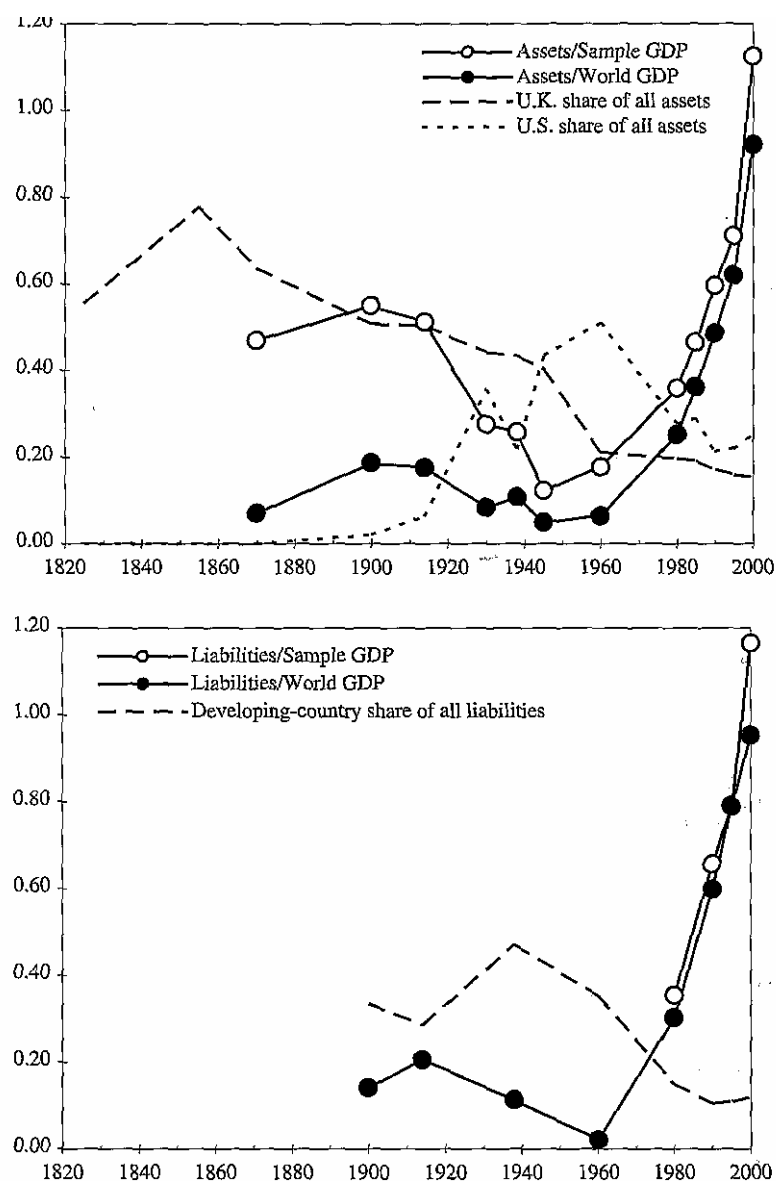 1.20
Assets/Sample GDP
Assets/World GDP
U.K. share of all assets
U.S. share of all assets
1.00
0.80
0.60
0.40
0.20
0.00
1820 1840 1860 1880 1900 1920 1940 1960 1980 2000
1.20
Liabilities/Sample GDP
Liabilities/World GDP
Developing-country share of all liabilities
1.00
0.80
0.60
0.40
0.20
0.00
1820 1840 1860 1880 1900 1920 1940 1960 1980 2000